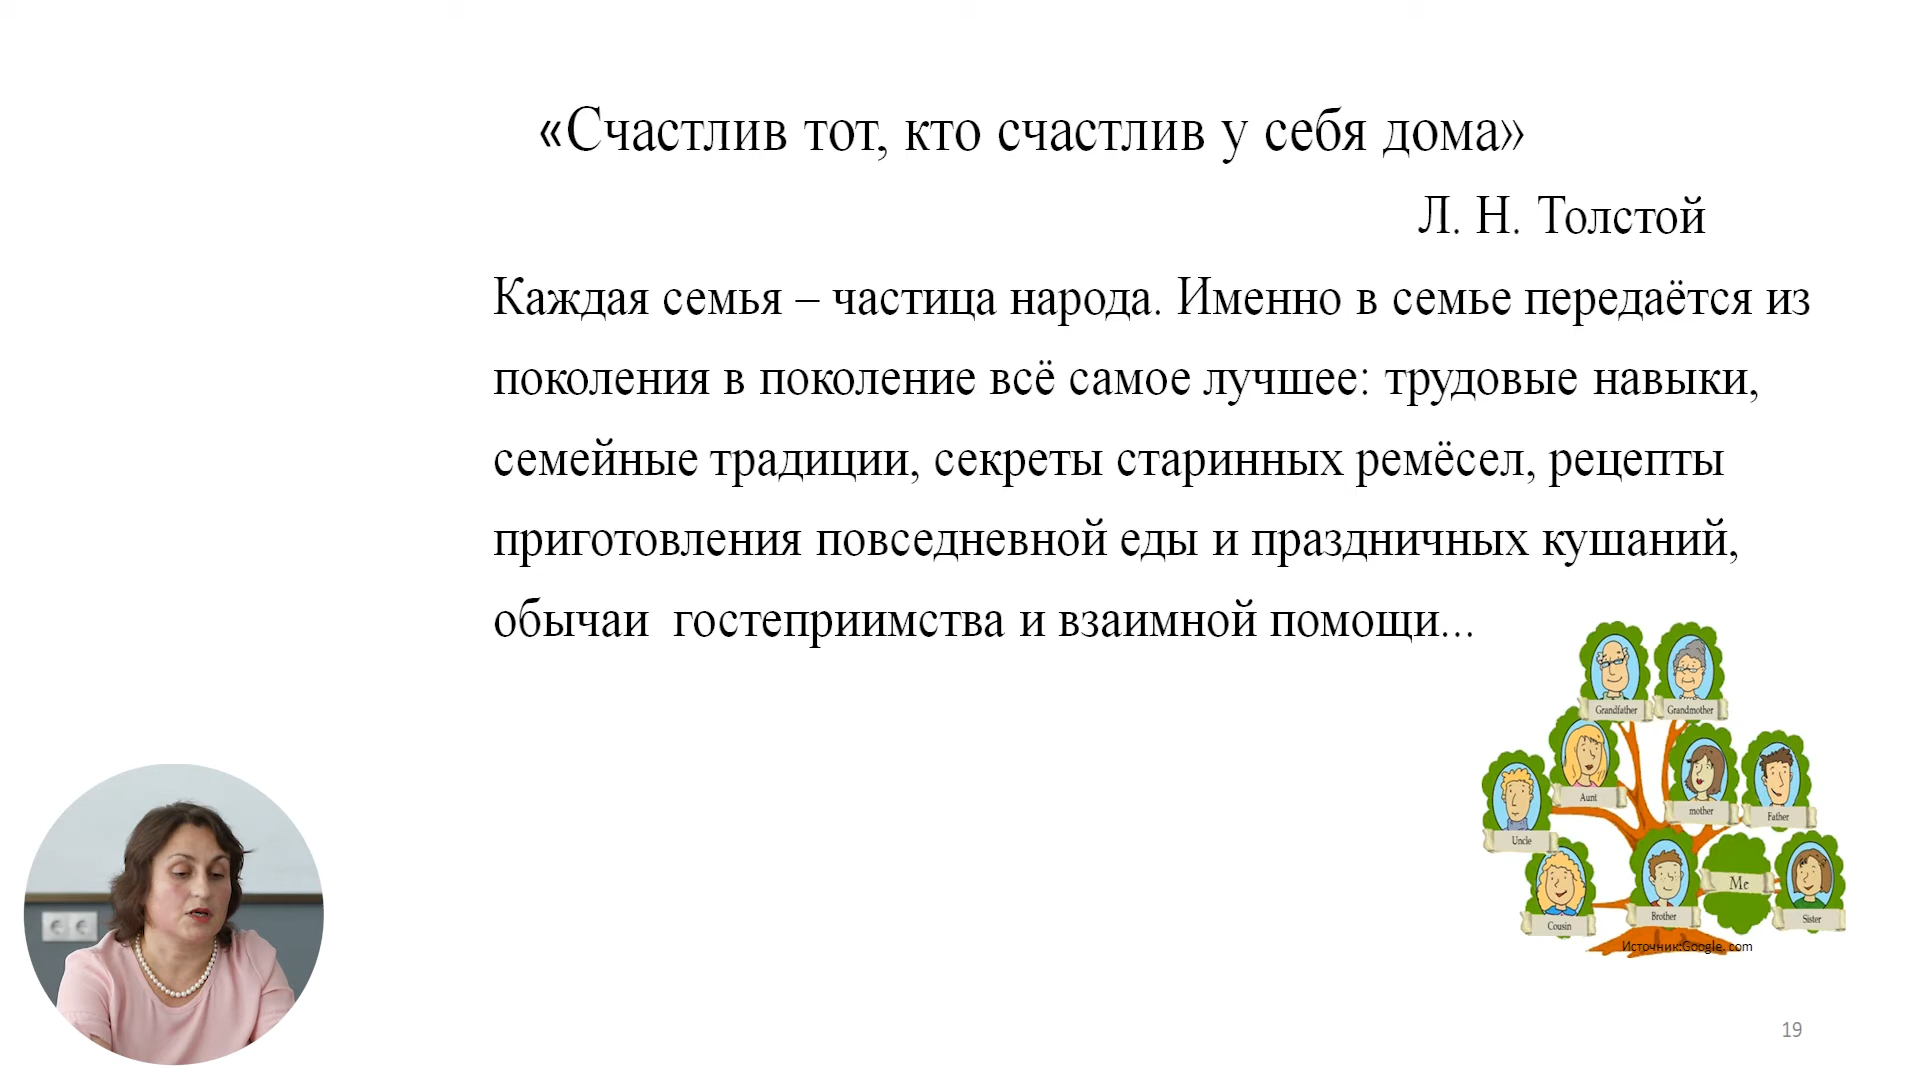 «Счастлив тот, кто счастлив у себя дома»
Л. Н. Толстой
Каждая семья – частица народа. Именно в семье передаётся из
поколения в поколение всё самое лучшее: трудовые навыки,
семейные традиции, секреты старинных ремёсел, рецепты
приготовления повседневной еды и праздничных кушаний,
обычаи гостеприимства и взаимной помощи...
Grandfather
Grandmother
Aunt
mother
Father
Uncle
Me
Cousin
Brother
Sister
Источник:Google. com
19